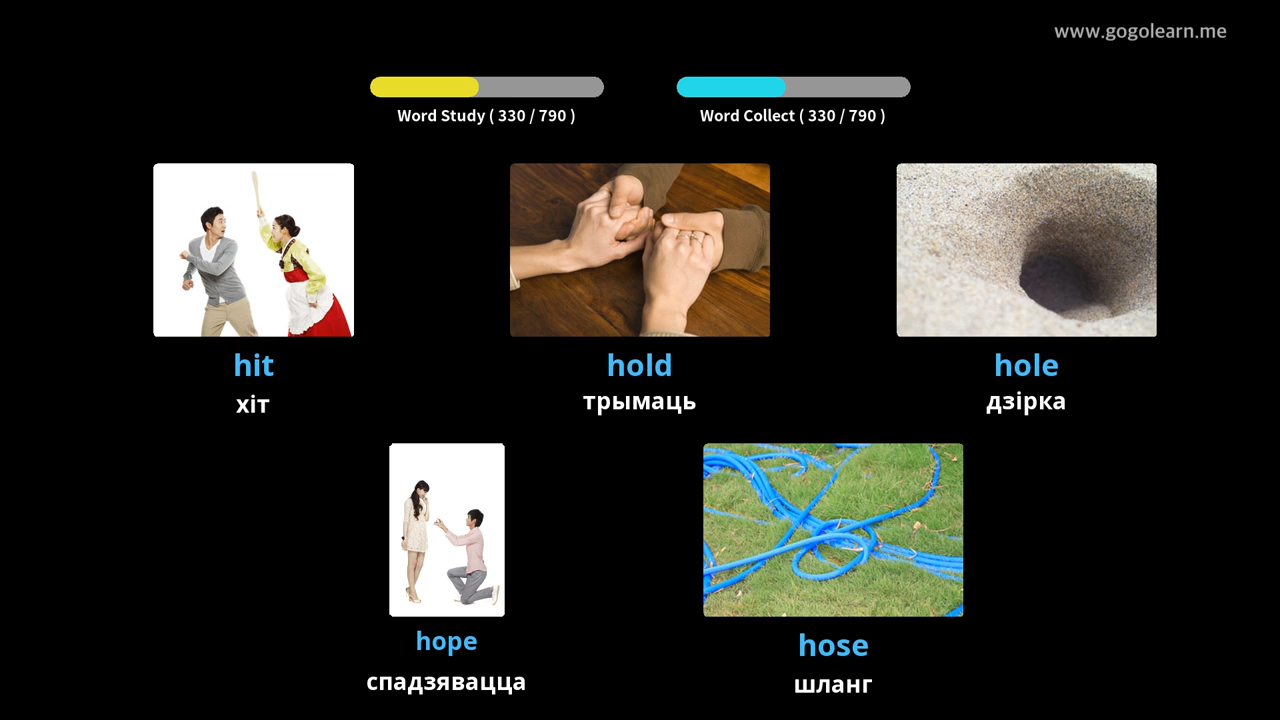 www.gogolearn.me
Word Study ( 330 / 790 )
Word Collect ( 330 / 790 )
hit
хіт
hold
трымаць
hole
дзірка
hope
спадзявацца
hose
шланг